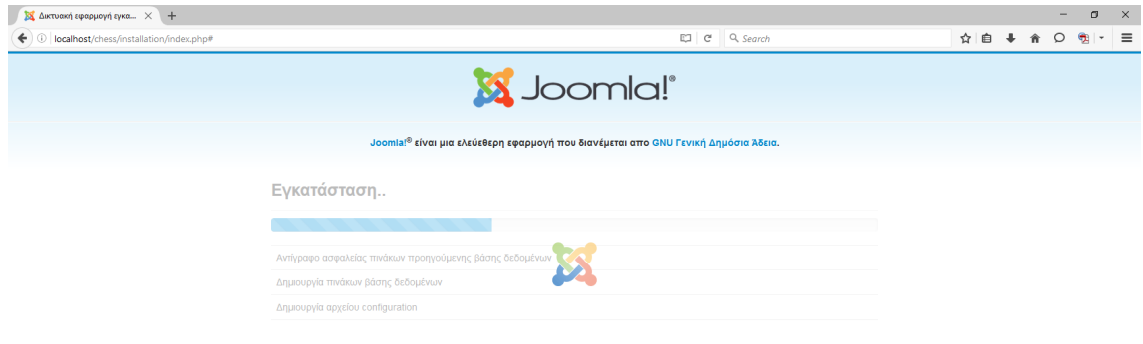 Δικτυακή εφαρμογή εγκα...
localhost/chess/installation/index.php#
Search
Joomla!®
Joomla!® είναι μια ελεύθερη εφαρμογή που διανέμεται απο GNU Γενική Δημόσια Άδεια.
Εγκατάσταση..
Αντίγραφο ασφαλείας πινάκων προηγούμενης βάσης δεδομένων
Δημιουργία πινάκων βάσης δεδομένων
Δημιουργία αρχείου configuration